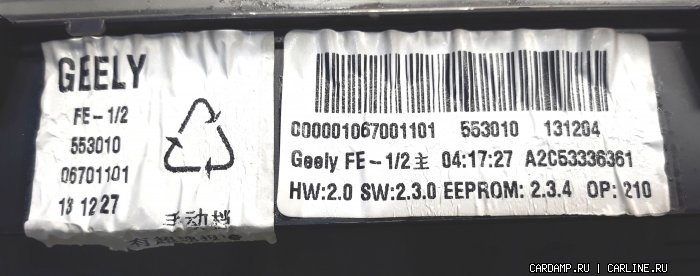 GEELY
FE-1/2
553010
06701101
13 12 27
手动档
000001067001101 553010 131204
Geely FE-1/2主 04:17:27 A2C53336361
HW:2.0 SW:2.3.0 EEPROM: 2.3.4 OP: 210
CARDAMP.RU | CARLINE.RU